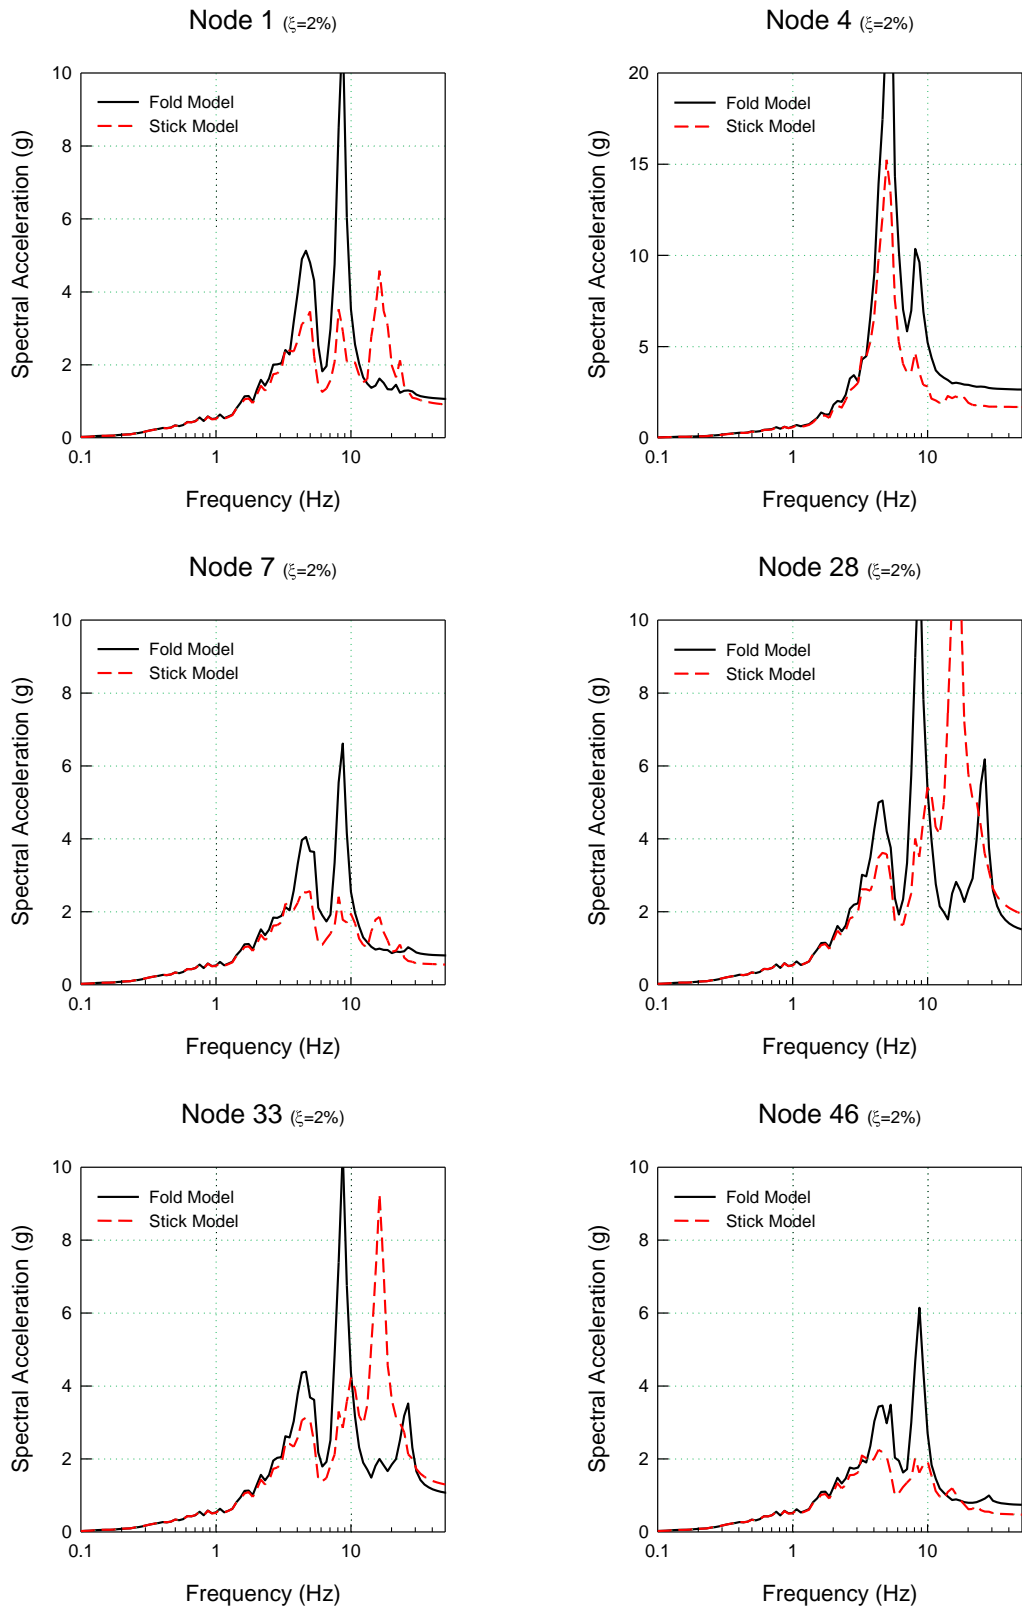 Node 1 (ξ=2%)
Spectral Acceleration (g)
10
8
6
4
2
0
Fold Model
Stick Model
0.1 1 10
Frequency (Hz)
Node 4 (ξ=2%)
Spectral Acceleration (g)
20
15
10
5
0
Fold Model
Stick Model
0.1 1 10
Frequency (Hz)
Node 7 (ξ=2%)
Spectral Acceleration (g)
10
8
6
4
2
0
Fold Model
Stick Model
0.1 1 10
Frequency (Hz)
Node 28 (ξ=2%)
Spectral Acceleration (g)
10
8
6
4
2
0
Fold Model
Stick Model
0.1 1 10
Frequency (Hz)
Node 33 (ξ=2%)
Spectral Acceleration (g)
10
8
6
4
2
0
Fold Model
Stick Model
0.1 1 10
Frequency (Hz)
Node 46 (ξ=2%)
Spectral Acceleration (g)
10
8
6
4
2
0
Fold Model
Stick Model
0.1 1 10
Frequency (Hz)